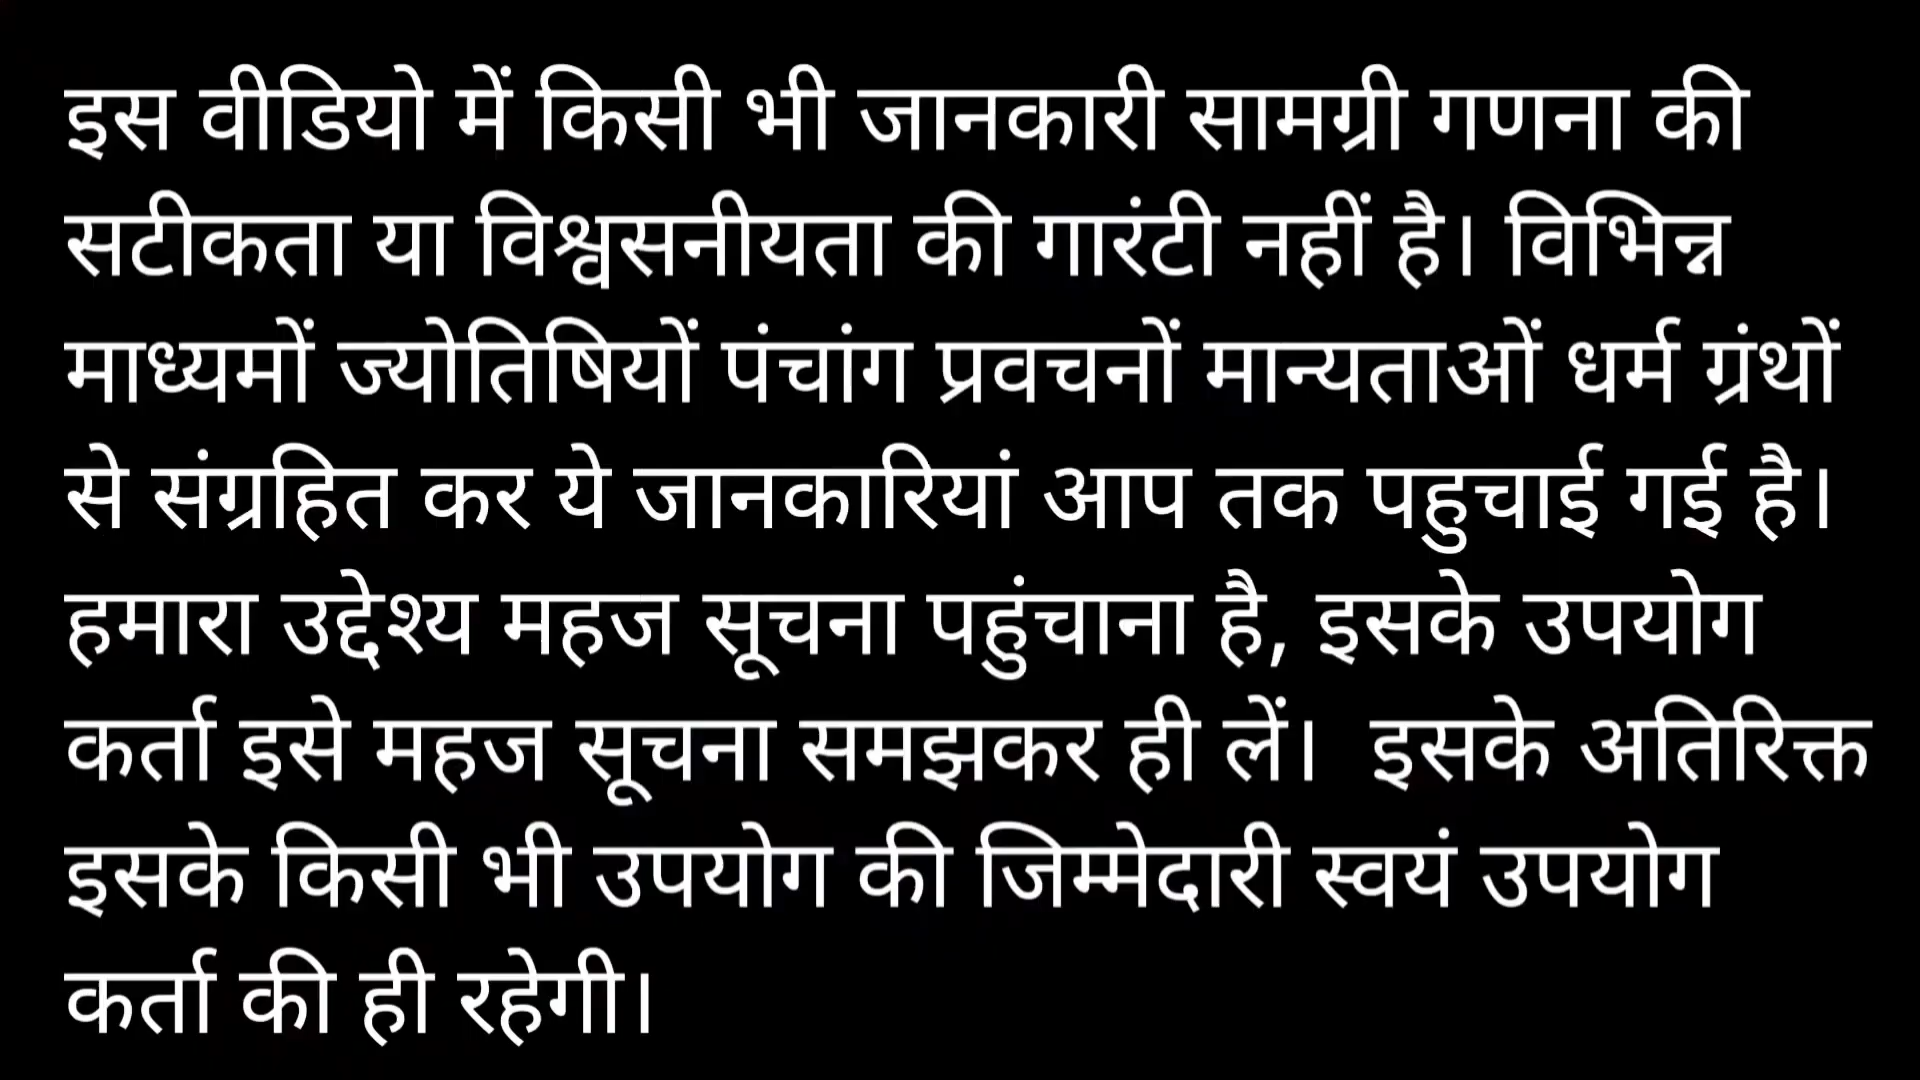 इस वीडियो में किसी भी जानकारी सामग्री गणना की
सटीकता या विश्वसनीयता की गारंटी नहीं है। विभिन्न
माध्यमों ज्योतिषियों पंचांग प्रवचनों मान्यताओं धर्म ग्रंथों
से संग्रहित कर ये जानकारियां आप तक पहुचाई गई है।
हमारा उद्देश्य महज सूचना पहुंचाना है, इसके उपयोग
कर्ता इसे महज सूचना समझकर ही लें।  इसके अतिरिक्त
इसके किसी भी उपयोग की जिम्मेदारी स्वयं उपयोग
कर्ता की ही रहेगी।